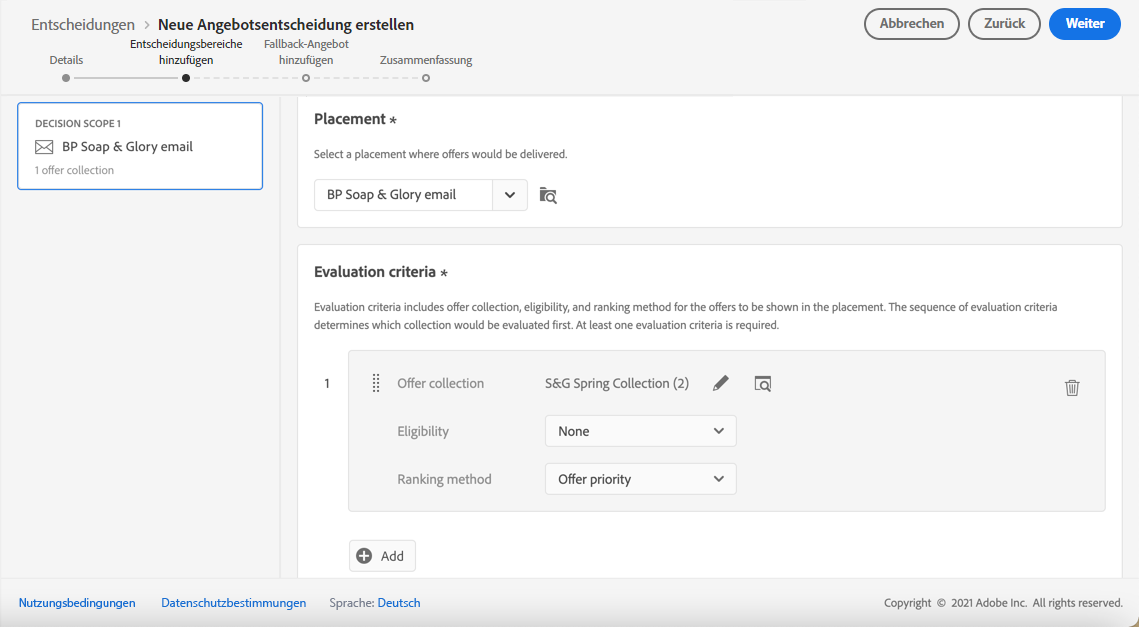 Entscheidungen > Neue Angebotsentscheidung erstellen
Abbrechen
Zurück
Weiter
Details
Entscheidungsbereiche
hinzufügen
Fallback-Angebot
hinzufügen
Zusammenfassung
DECISION SCOPE 1
BP Soap & Glory email
1 offer collection
Placement *
Select a placement where offers would be delivered.
BP Soap & Glory email
Evaluation criteria *
Evaluation criteria includes offer collection, eligibility, and ranking method for the offers to be shown in the placement. The sequence of evaluation criteria
determines which collection would be evaluated first. At least one evaluation criteria is required.
1
Offer collection
S&G Spring Collection (2)
Eligibility
None
Ranking method
Offer priority
Add
Nutzungsbedingungen
Datenschutzbestimmungen
Sprache: Deutsch
Copyright © 2021 Adobe Inc. All rights reserved.